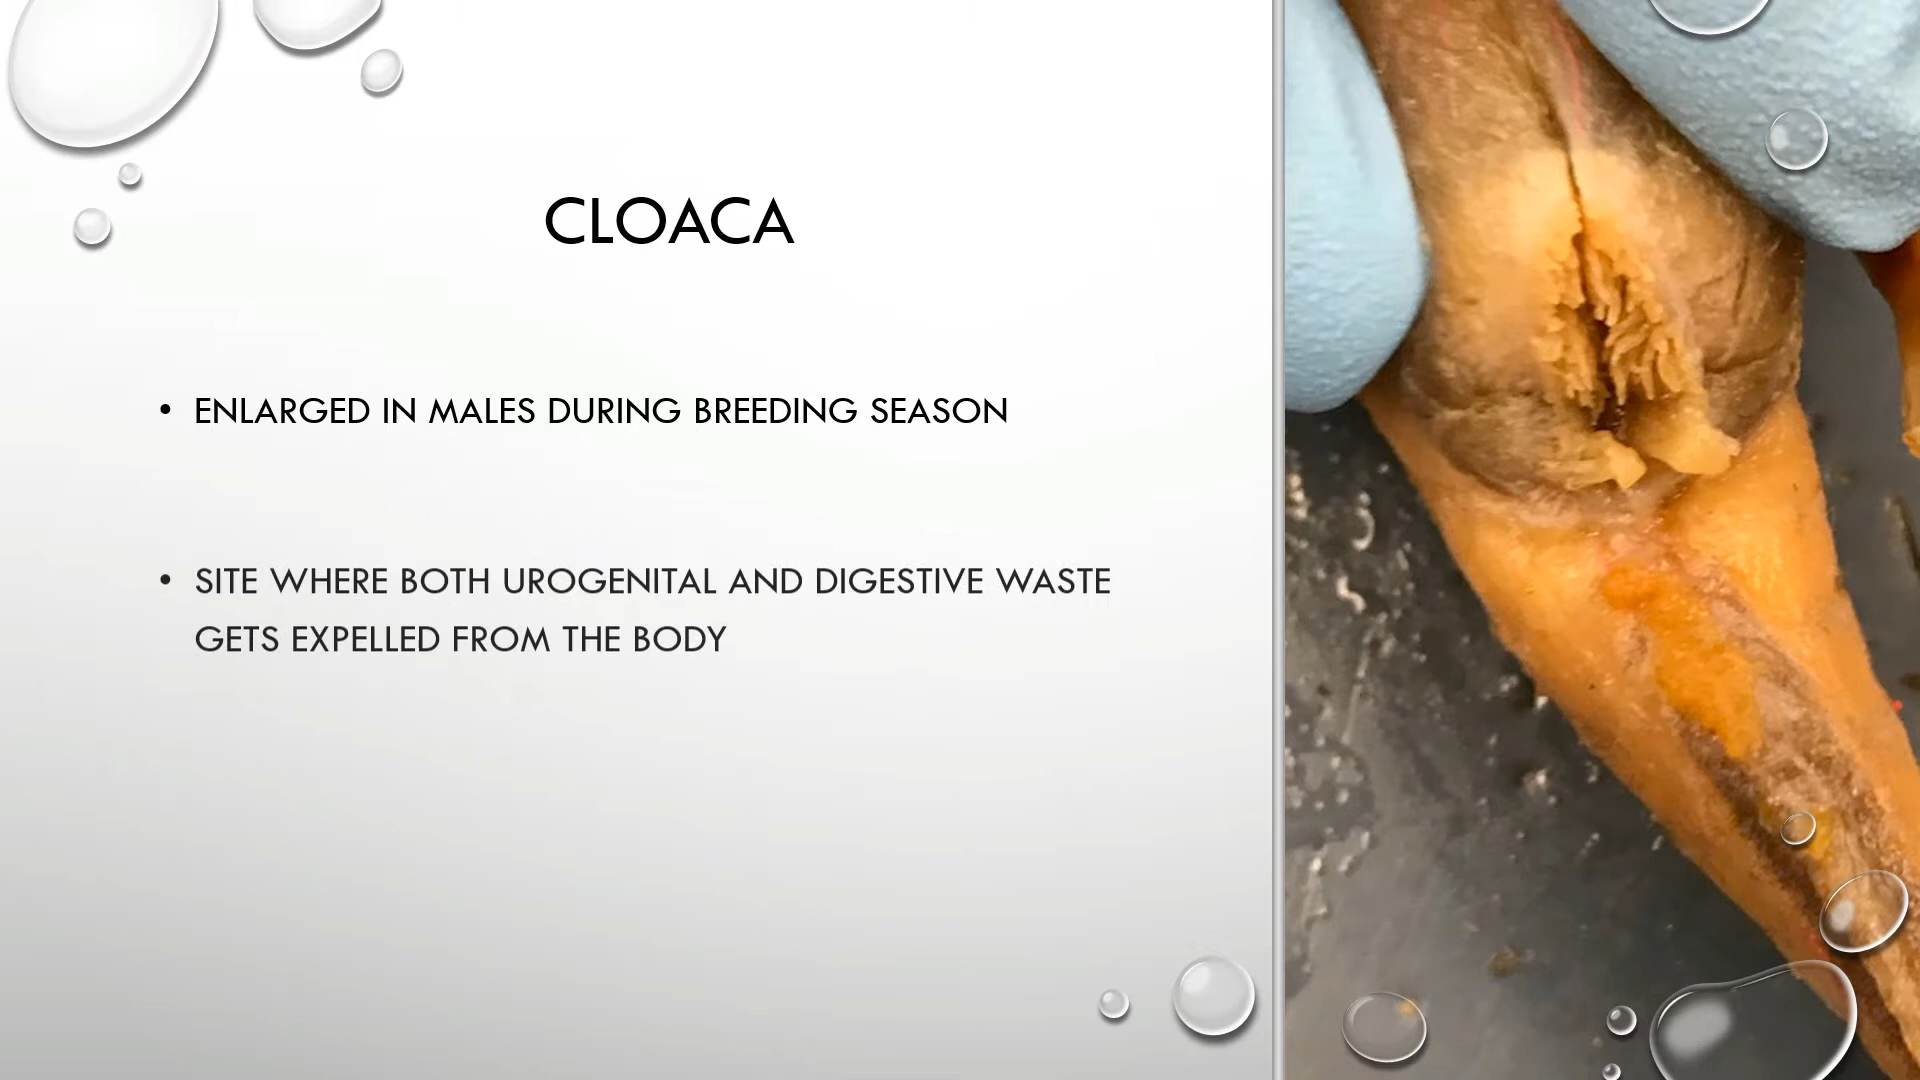 CLOACA
• ENLARGED IN MALES DURING BREEDING SEASON
• SITE WHERE BOTH UROGENITAL AND DIGESTIVE WASTE
GETS EXPELLED FROM THE BODY